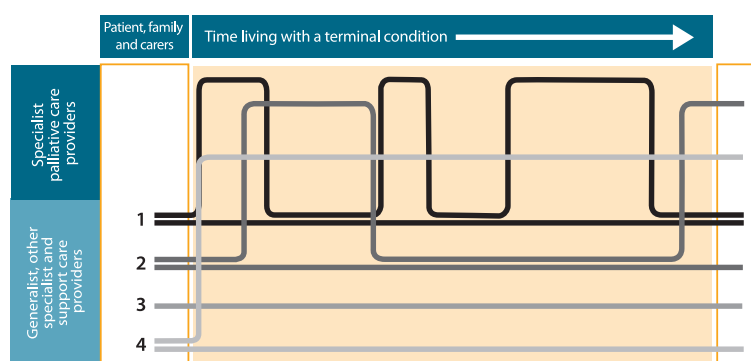 Patient, family
and carers
Time living with a terminal condition
Specialist
palliative care
providers
Generalist, other
specialist and
support care
providers
1
2
3
4